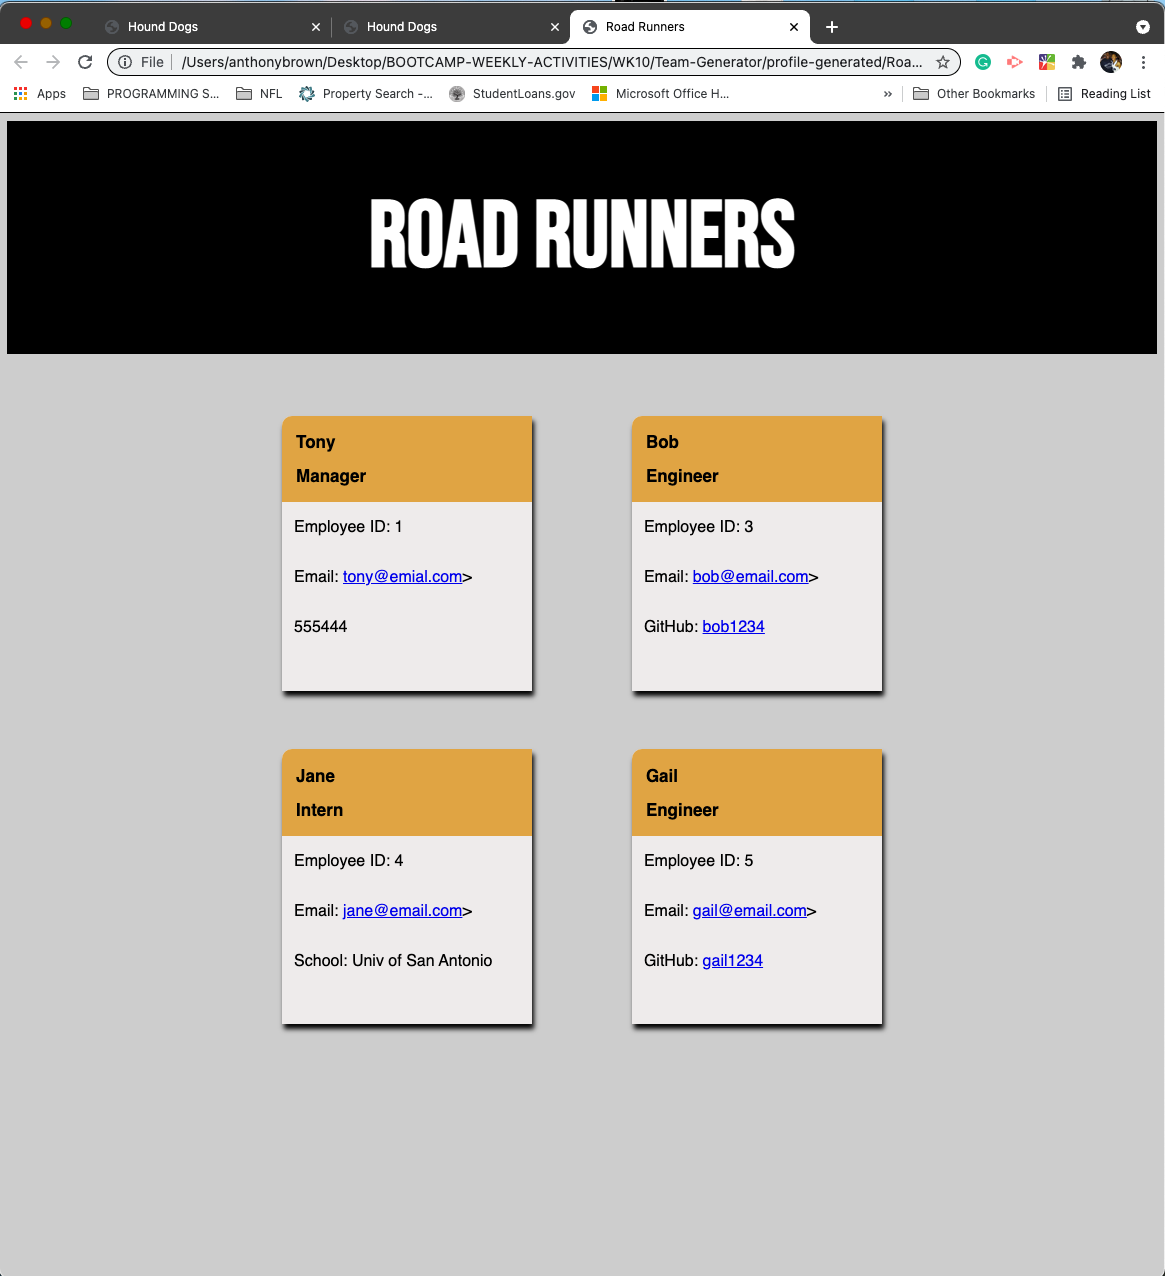 Hound Dogs
Hound Dogs
Road Runners
File | /Users/anthonybrown/Desktop/BOOTCAMP-WEEKLY-ACTIVITIES/WK10/Team-Generator/profile-generated/Roa...
Apps PROGRAMMING S... NFL Property Search -... StudentLoans.gov Microsoft Office H... » Other Bookmarks Reading List
ROAD RUNNERS
Tony
Manager
Employee ID: 1
Email: tony@emial.com>
555444
Bob
Engineer
Employee ID: 3
Email: bob@email.com>
GitHub: bob1234
Jane
Intern
Employee ID: 4
Email: jane@email.com>
School: Univ of San Antonio
Gail
Engineer
Employee ID: 5
Email: gail@email.com>
GitHub: gail1234